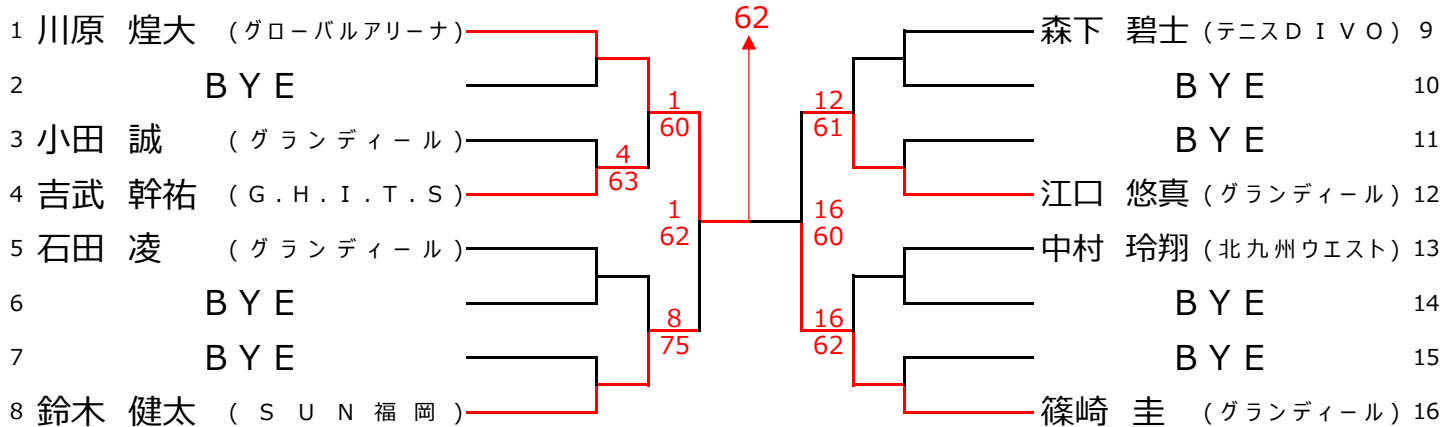 62
1 川原 煌大 (グローバルアリーナ)
2 BYE
1
60
3 小田 誠 (グランディール)
4
63
4 吉武 幹祐 (G.H.I.T.S)
1
62
5 石田 凌 (グランディール)
6 BYE
8
75
7 BYE
8 鈴木 健太 (SUN福岡)
森下 碧士 (テニスDIVO) 9
BYE 10
12
61
BYE 11
江口 悠真 (グランディール) 12
16
60
中村 玲翔 (北九州ウエスト) 13
BYE 14
16
62
BYE 15
篠崎 圭 (グランディール) 16